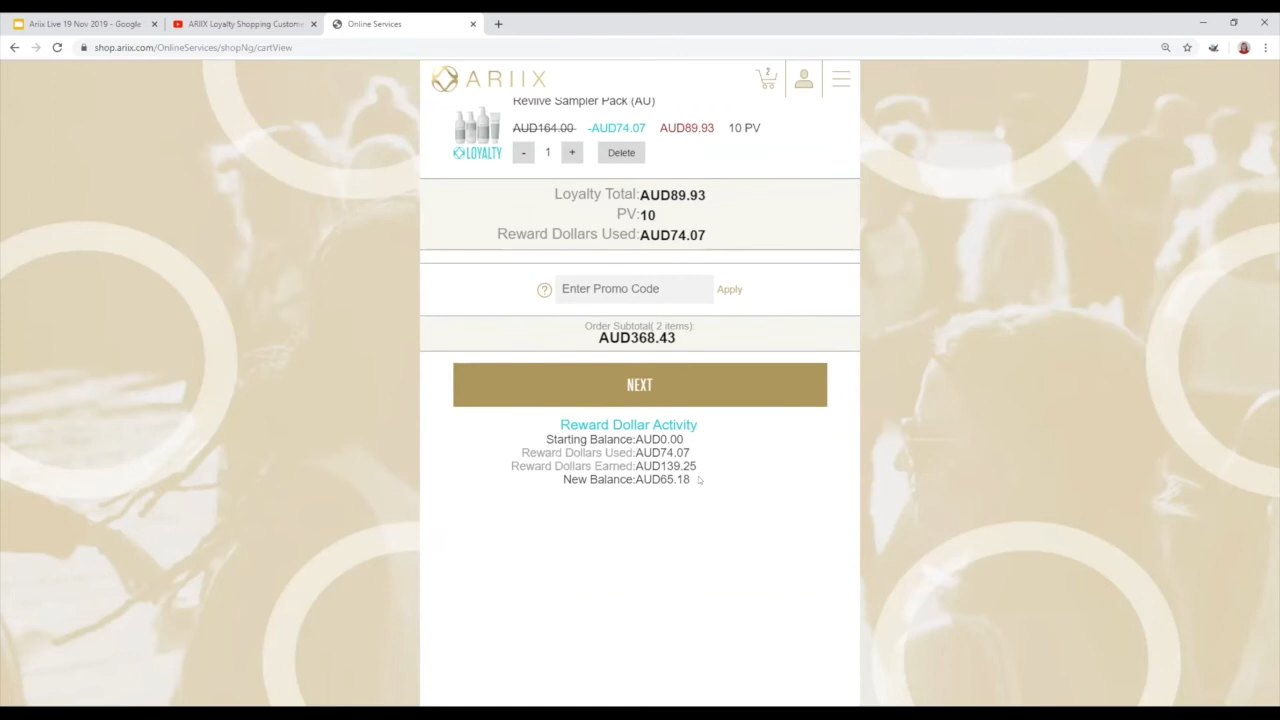 Ariix Live 19 Nov 2019 - Google
ARIIX Loyalty Shopping Custome
Online Services
shop.ariix.com/OnlineServices/shopNg/cartView
ARIIX
2
Reviive Sampler Pack (AU)
AUD164.00 -AUD74.07 AUD89.93 10 PV
LOYALTY
- 1 + Delete
Loyalty Total:AUD89.93
PV:10
Reward Dollars Used:AUD74.07
? Enter Promo Code Apply
Order Subtotal( 2 items):
AUD368.43
NEXT
Reward Dollar Activity
Starting Balance:AUD0.00
Reward Dollars Used:AUD74.07
Reward Dollars Earned:AUD139.25
New Balance:AUD65.18